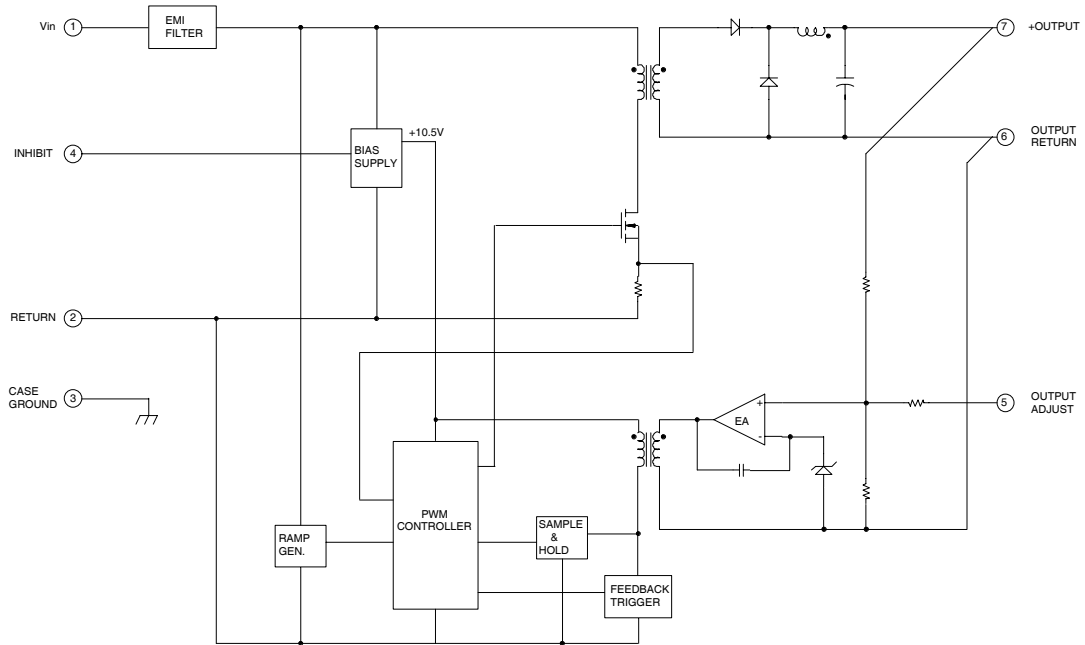 Vin 1
EMI
FILTER
7 +OUTPUT
+10.5V
INHIBIT 4
BIAS
SUPPLY
6 OUTPUT
RETURN
RETURN 2
CASE
GROUND 3
5 OUTPUT
ADJUST
+
EA
-
PWM
CONTROLLER
RAMP
GEN.
SAMPLE
&
HOLD
FEEDBACK
TRIGGER